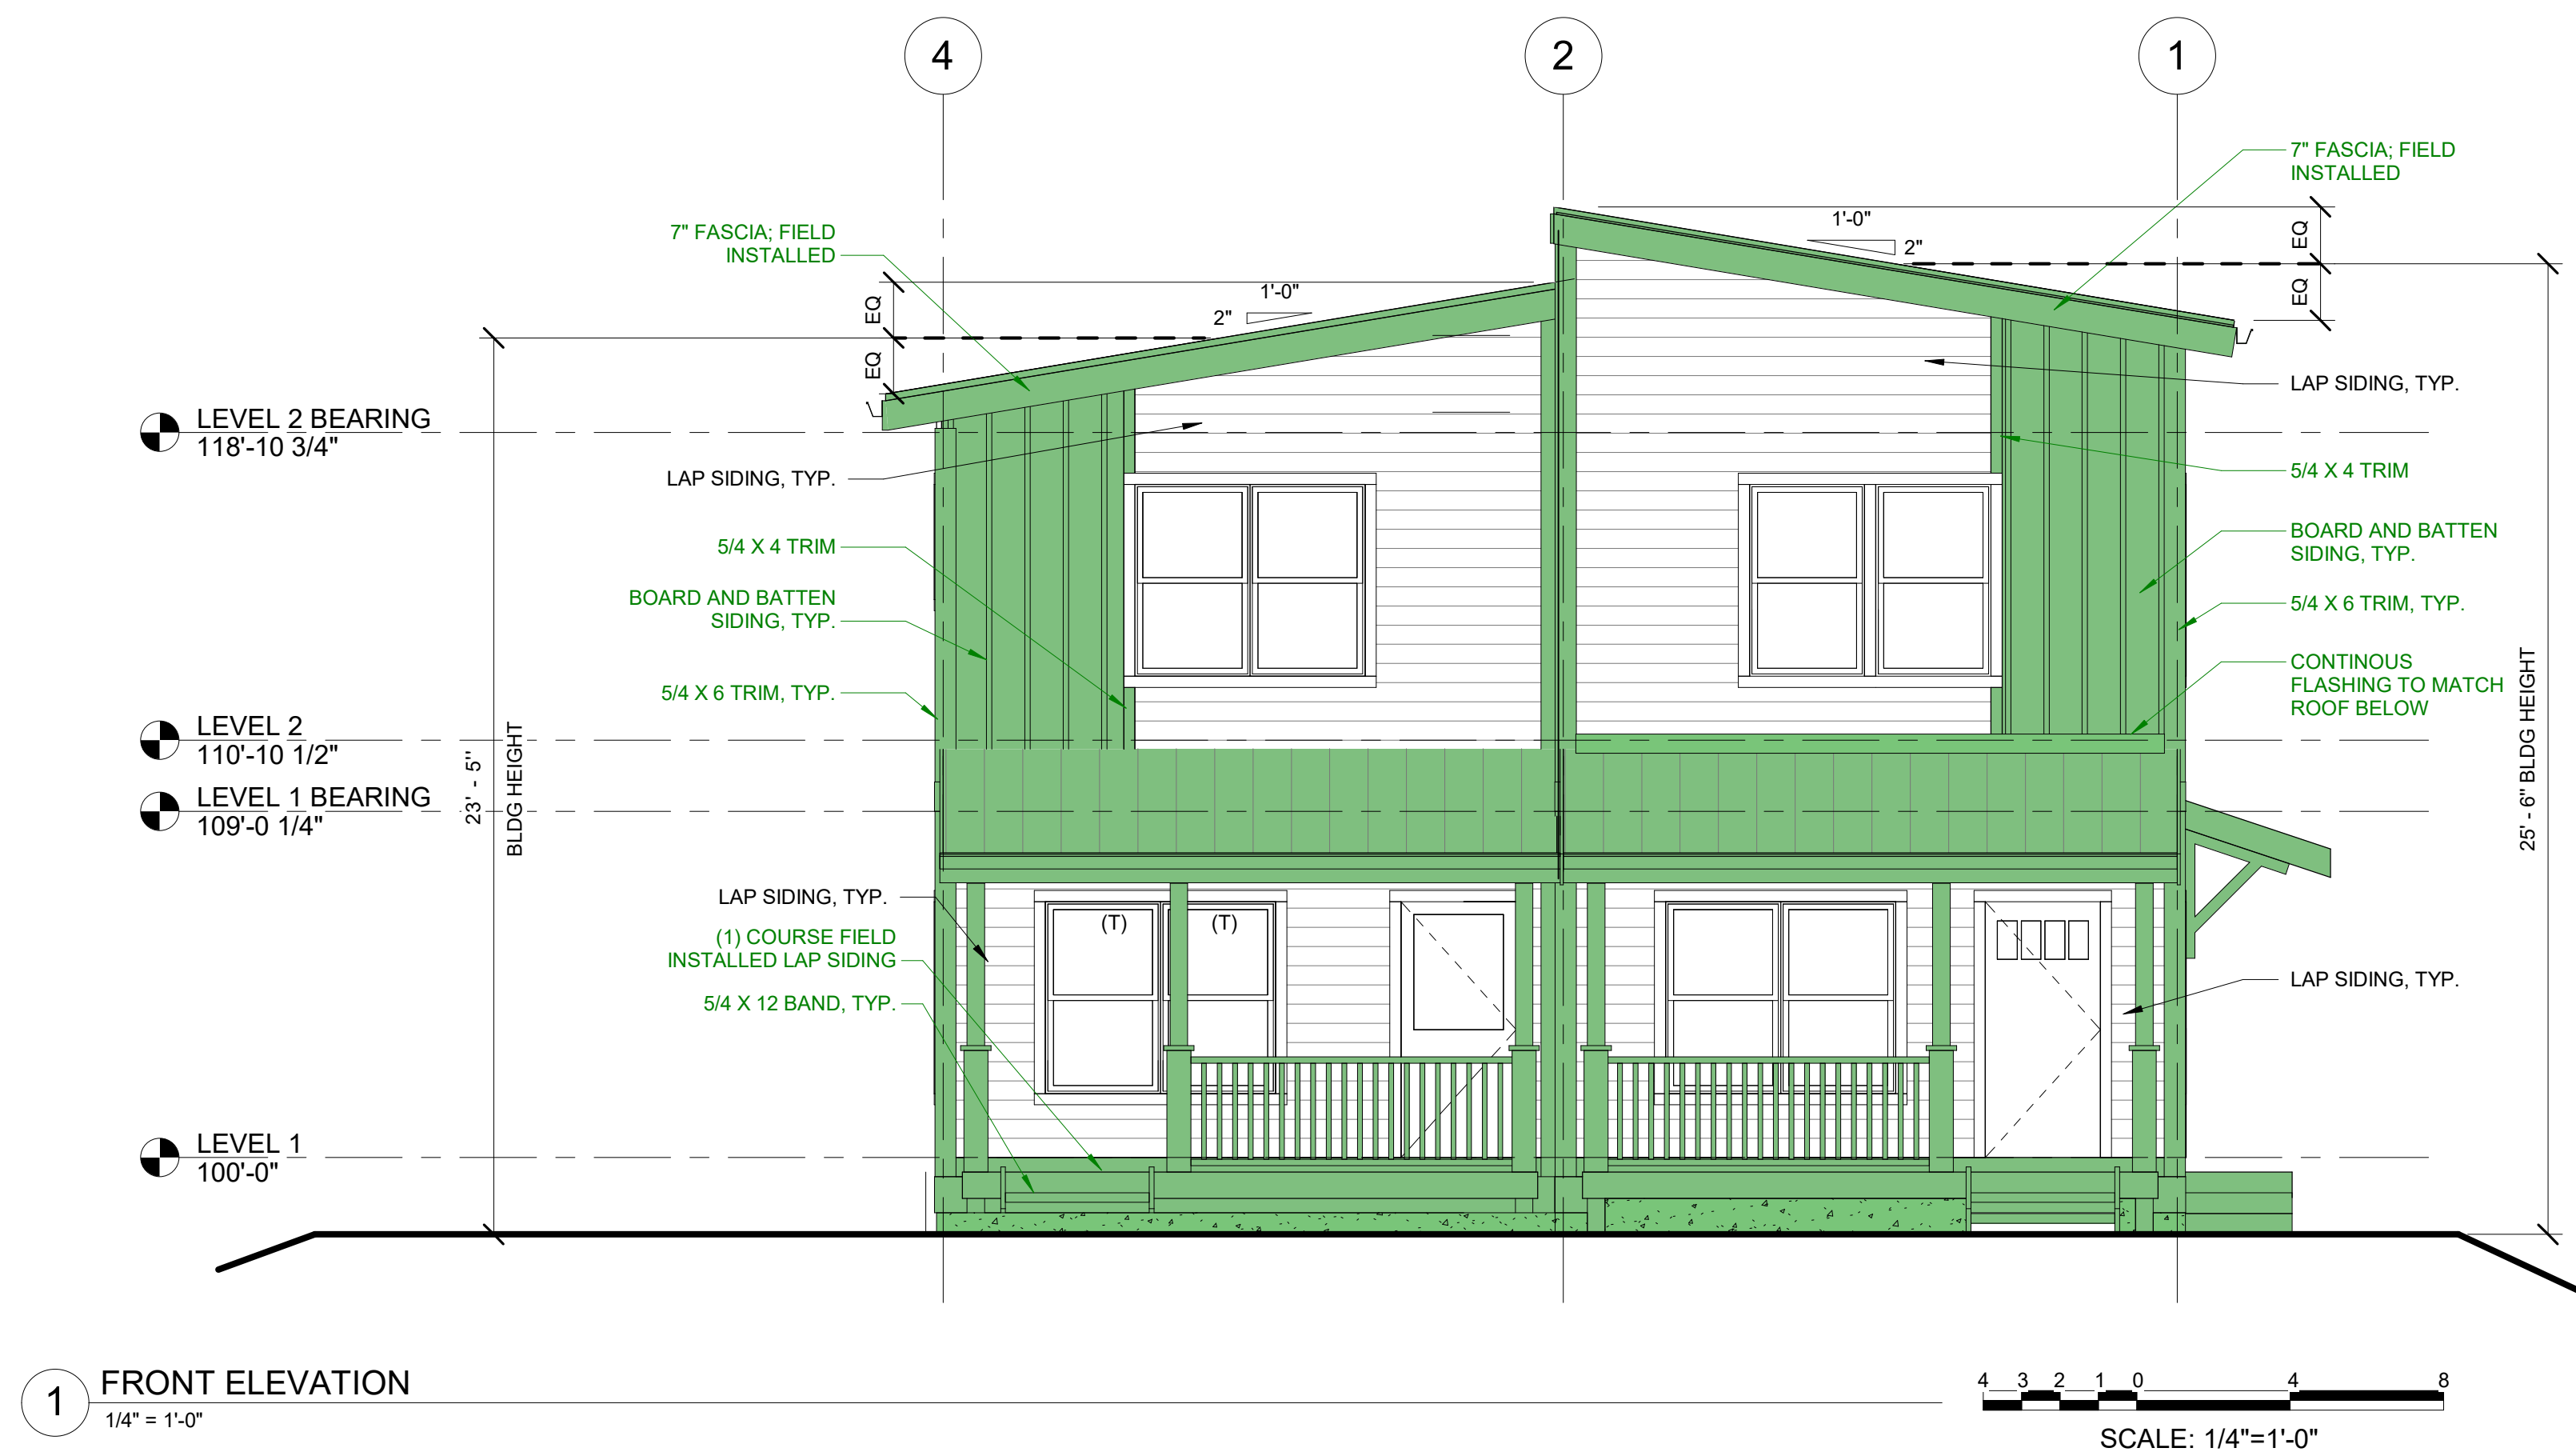 4
2
1
7" FASCIA; FIELD
INSTALLED
7" FASCIA; FIELD
INSTALLED
1'-0"
2"
EQ
EQ
1'-0"
2"
EQ
EQ
LAP SIDING, TYP.
LEVEL 2 BEARING
118'-10 3/4"
LAP SIDING, TYP.
5/4 X 4 TRIM
5/4 X 4 TRIM
BOARD AND BATTEN
SIDING, TYP.
BOARD AND BATTEN
SIDING, TYP.
5/4 X 6 TRIM, TYP.
5/4 X 6 TRIM, TYP.
CONTINOUS
FLASHING TO MATCH
ROOF BELOW
LEVEL 2
110'-10 1/2"
LEVEL 1 BEARING
109'-0 1/4"
23' - 5"
BLDG HEIGHT
25' - 6" BLDG HEIGHT
LAP SIDING, TYP.
(T)
(T)
(1) COURSE FIELD
INSTALLED LAP SIDING
5/4 X 12 BAND, TYP.
LAP SIDING, TYP.
LEVEL 1
100'-0"
1
FRONT ELEVATION
1/4" = 1'-0"
4 3 2 1 0 4 8
SCALE: 1/4"=1'-0"